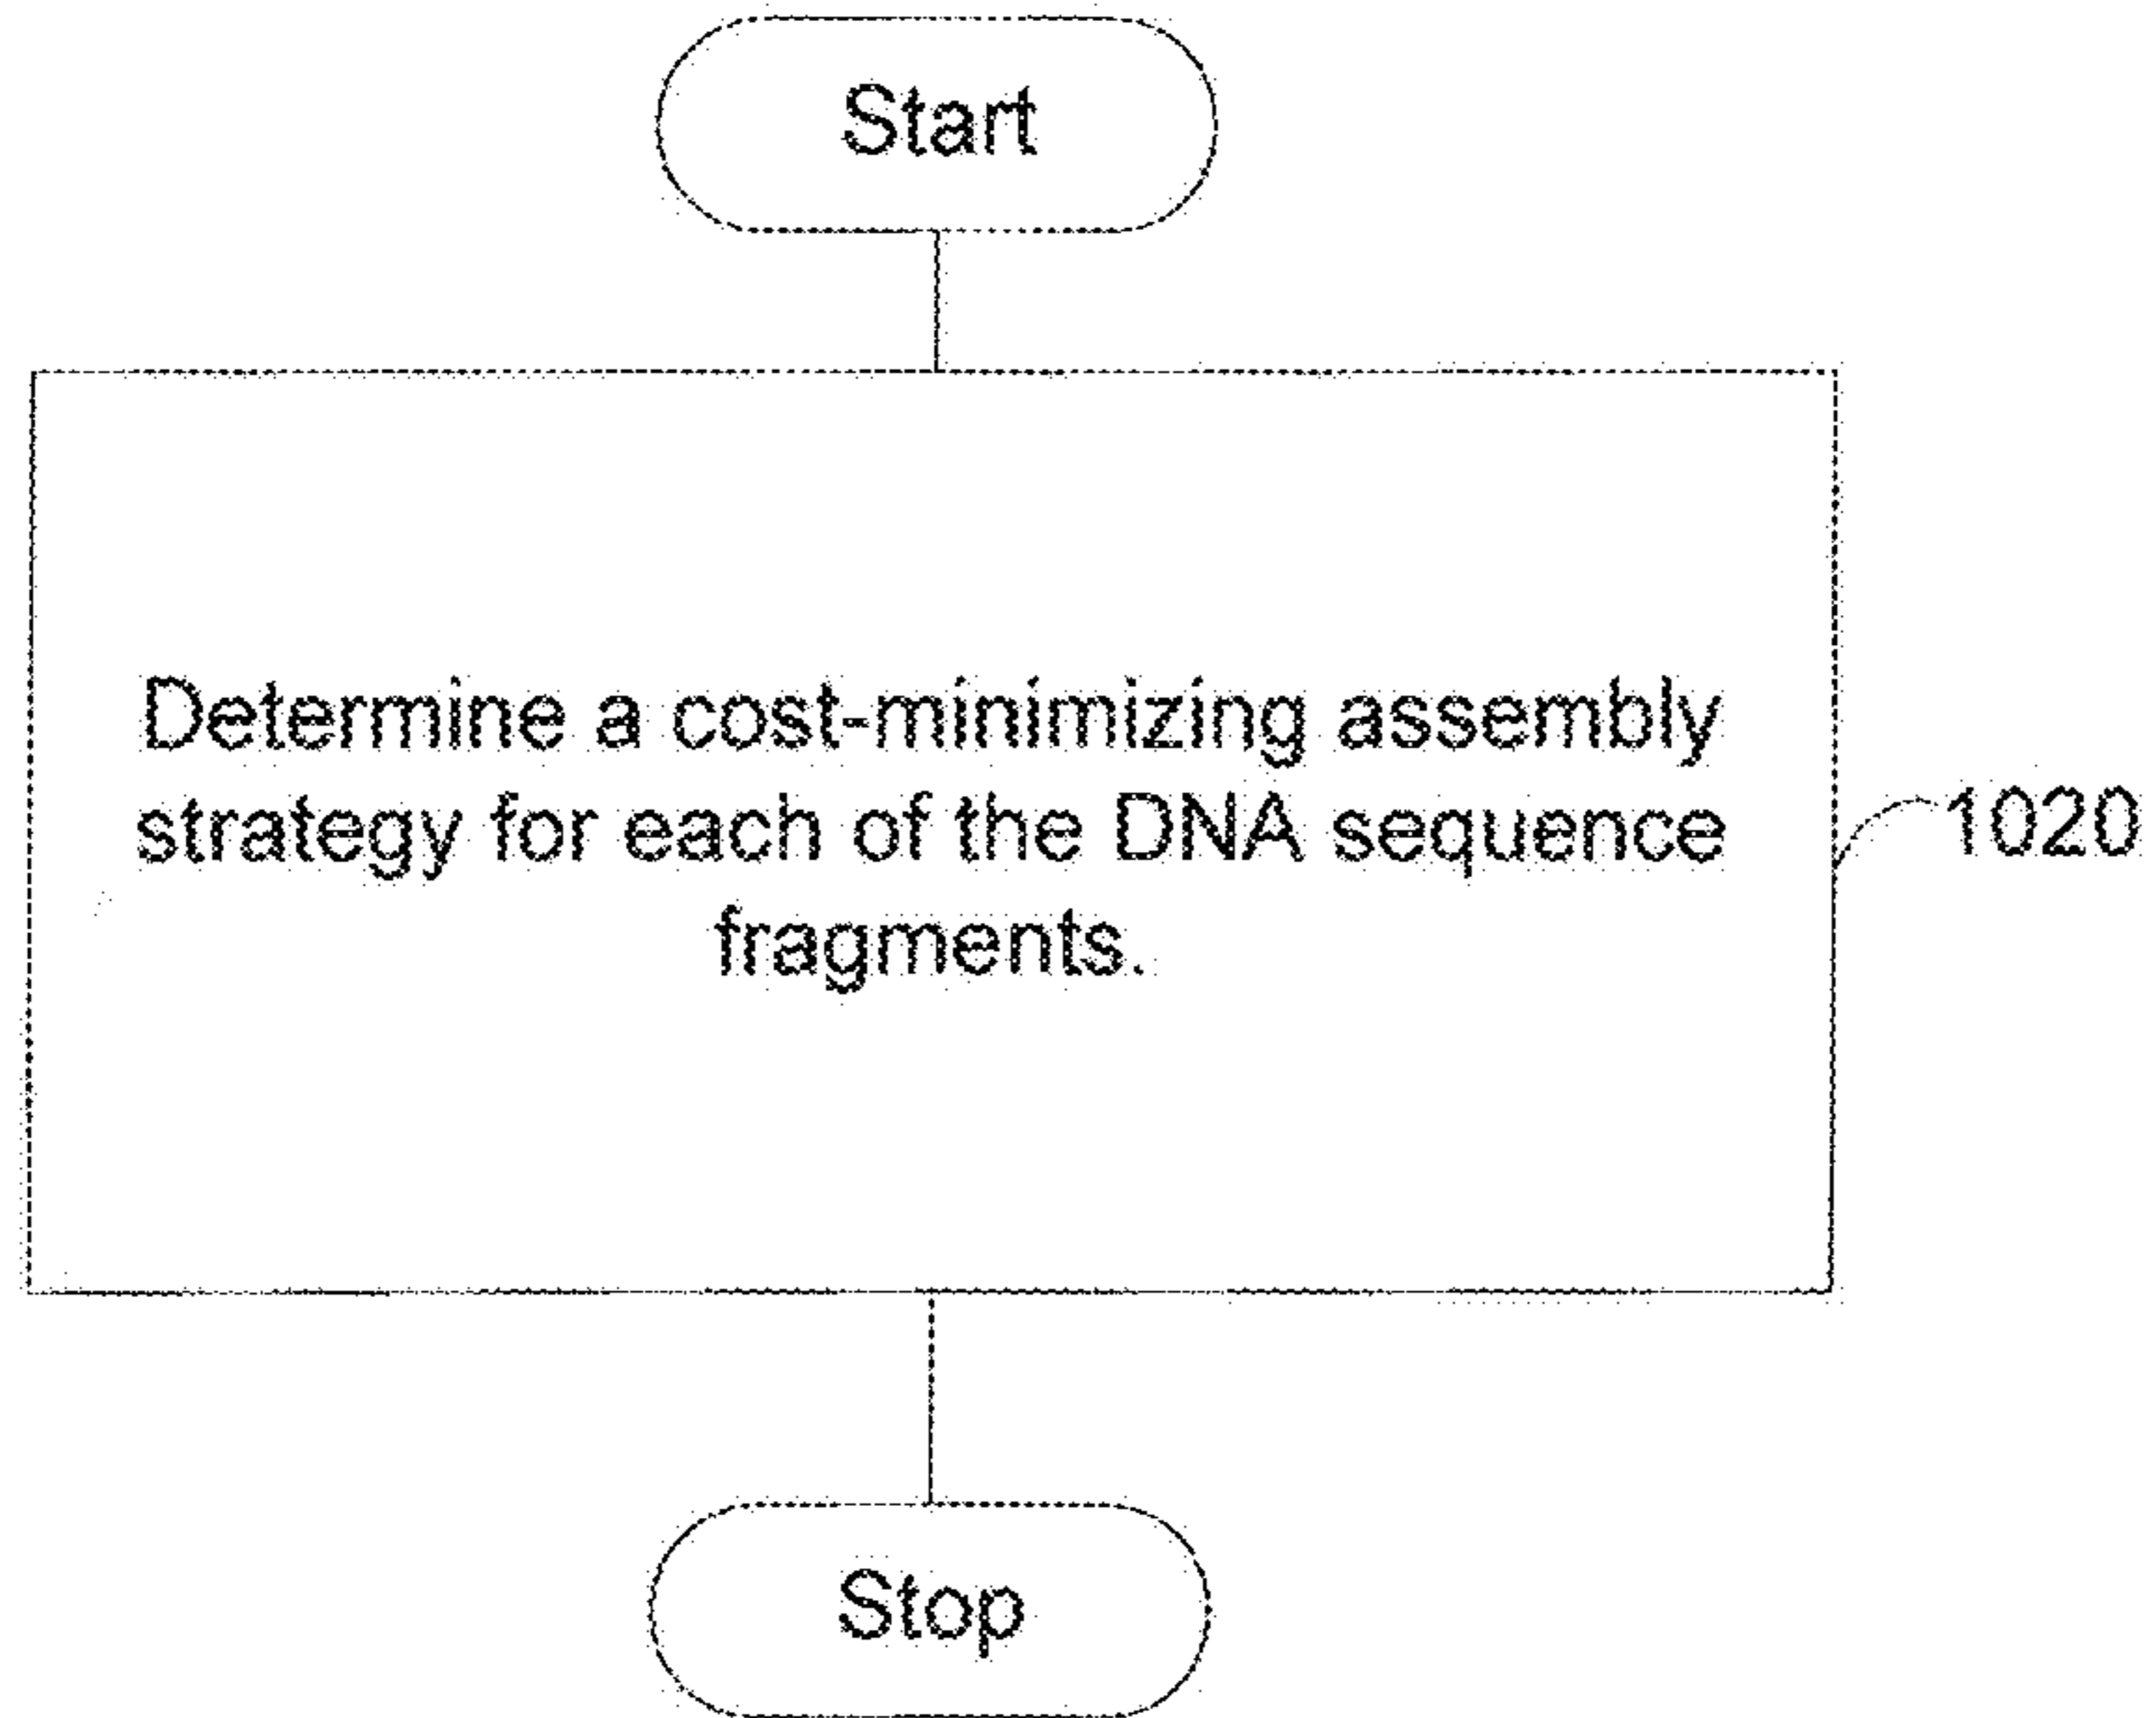 Start
Determine a cost-minimizing assembly
strategy for each of the DNA sequence
fragments.
1020
Stop